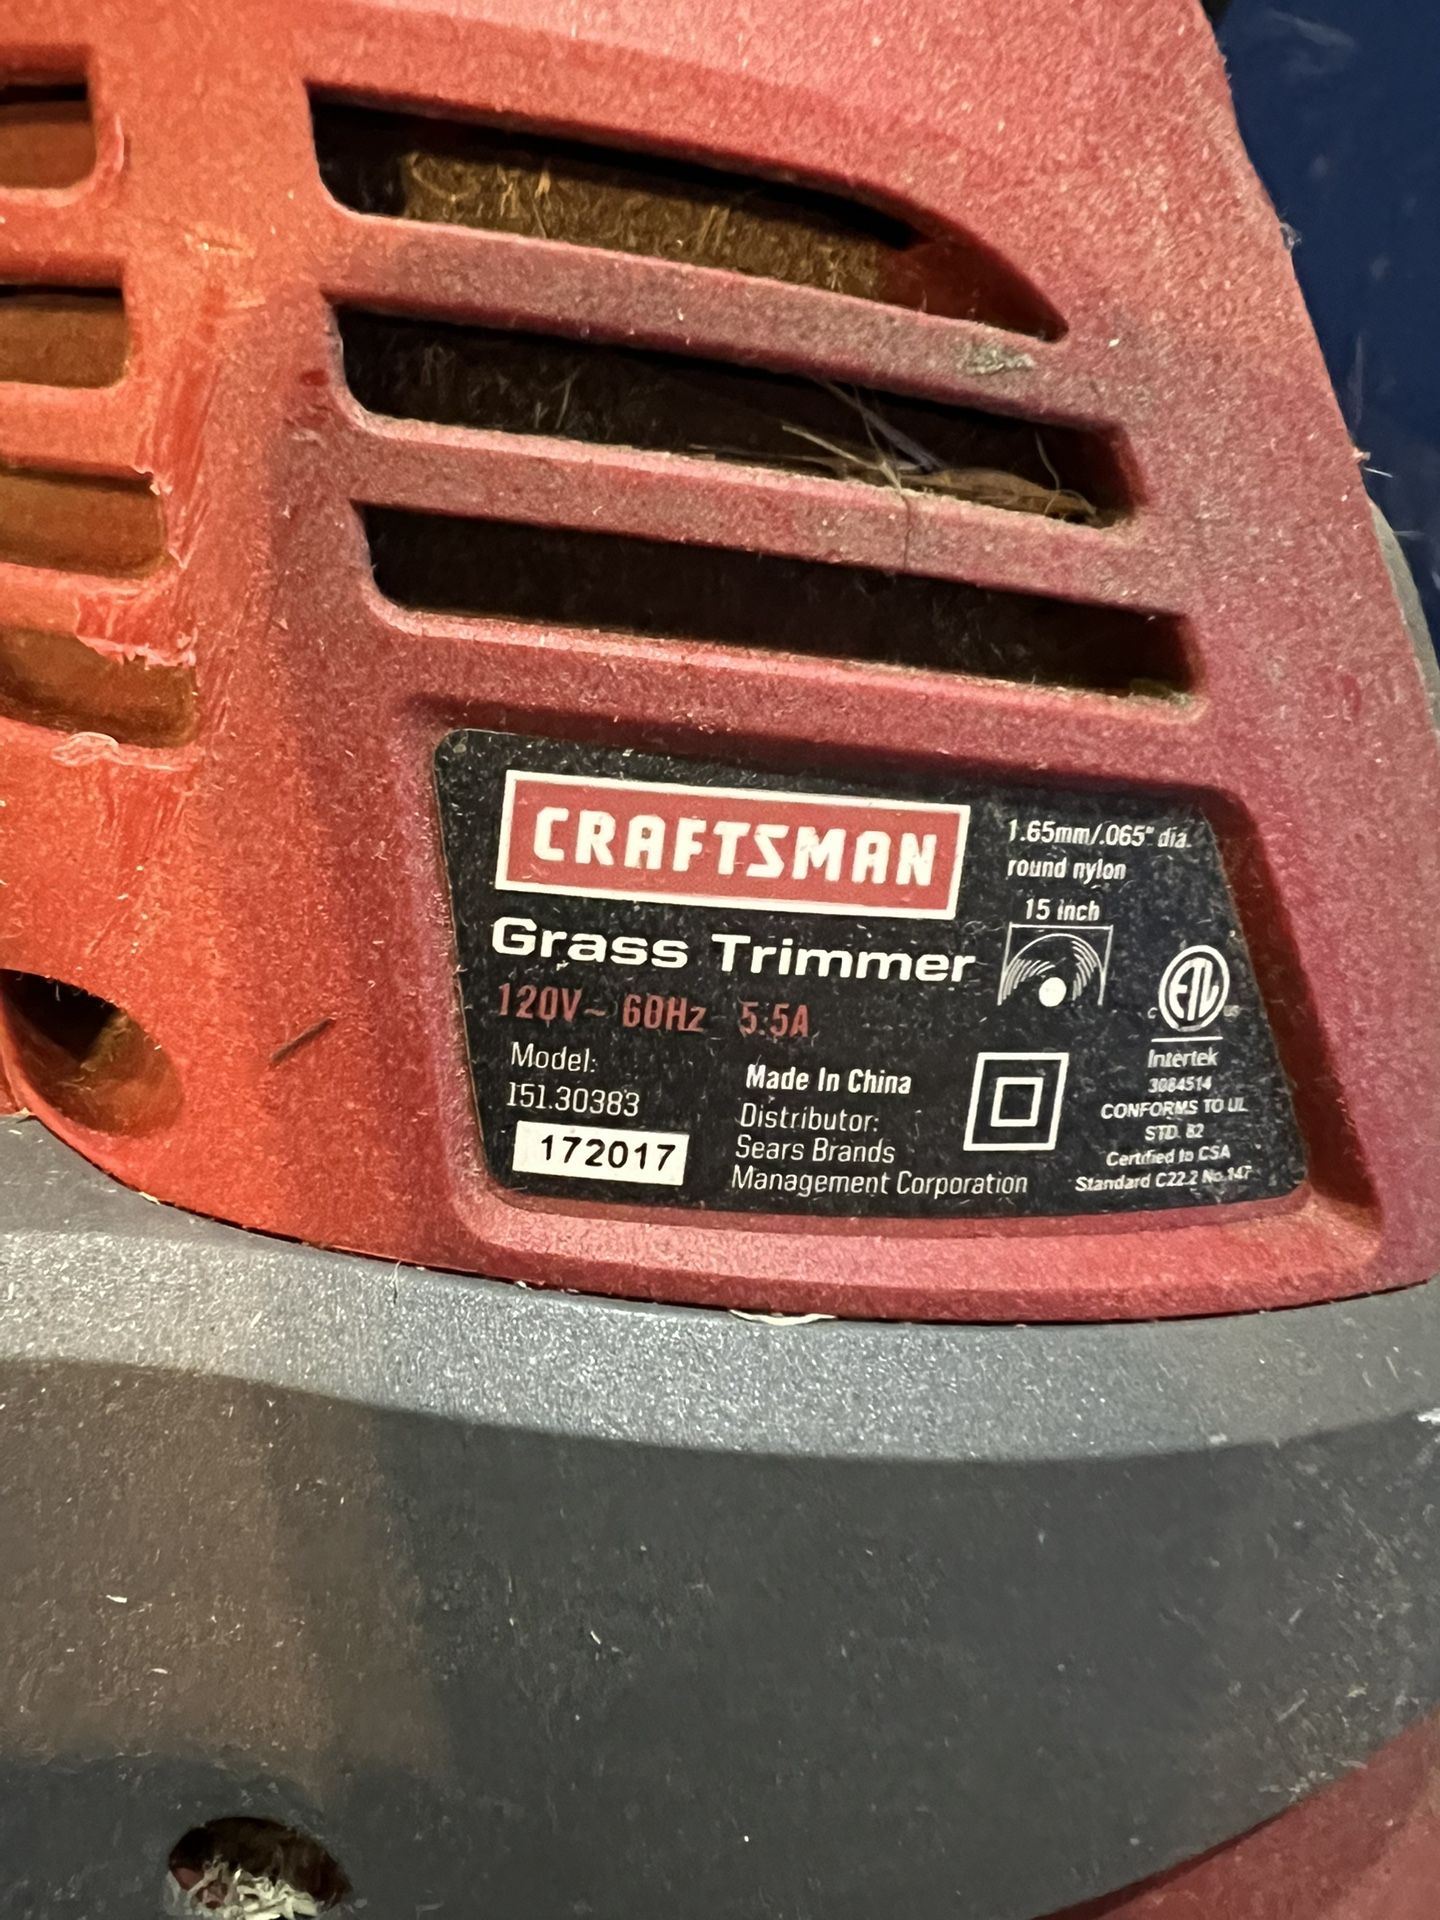 CRAFTSMAN
Grass Trimmer
120V~ 60Hz 5.5A
Model:
151.30383
172017
Made In China
Distributor:
Sears Brands
Management Corporation
1.65mm/.065" dia.
round nylon
15 inch
ETL
C US
Intertek
3084514
CONFORMS TO UL
STD. 82
Certified to CSA
Standard C22.2 No.147